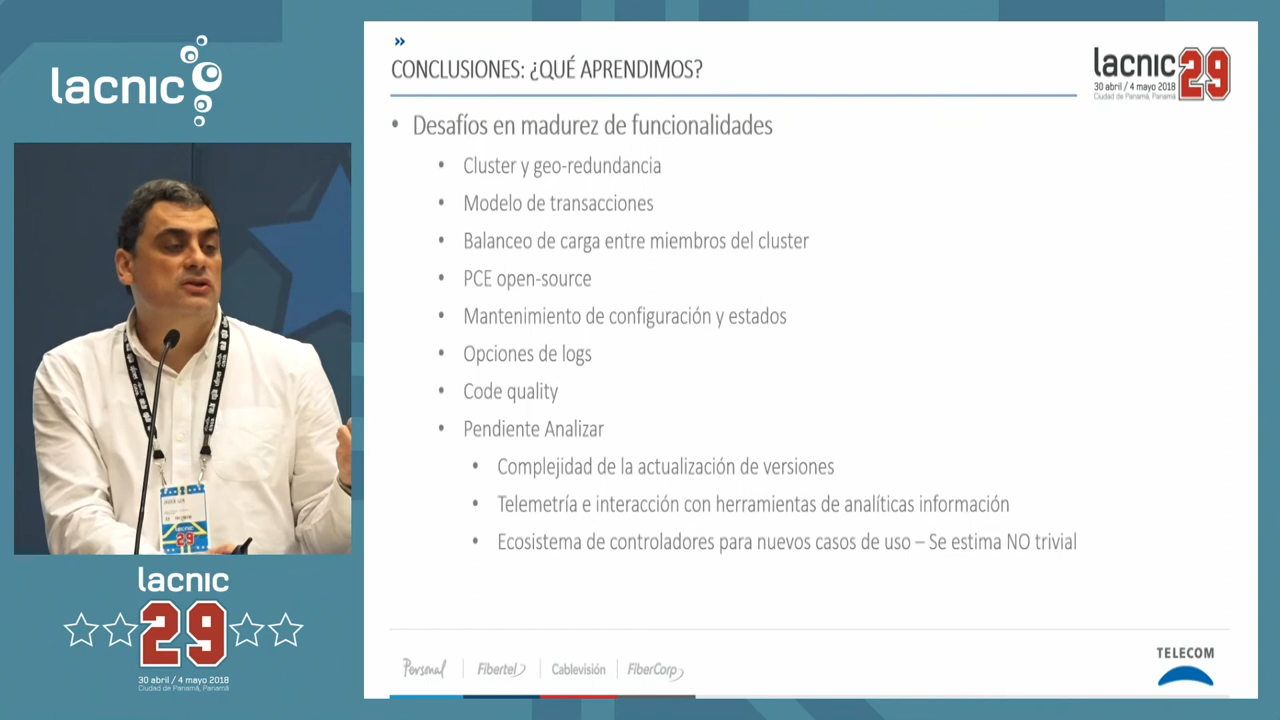 lacnic
lacnic
29
30 abril / 4 mayo 2018
Ciudad de Panamá, Panamá
»
CONCLUSIONES: ¿QUÉ APRENDIMOS?
lacnic 29
30 abril / 4 mayo 2018
Ciudad de Panamá, Panamá
• Desafíos en madurez de funcionalidades
• Cluster y geo-redundancia
• Modelo de transacciones
• Balanceo de carga entre miembros del cluster
• PCE open-source
• Mantenimiento de configuración y estados
• Opciones de logs
• Code quality
• Pendiente Analizar
• Complejidad de la actualización de versiones
• Telemetría e interacción con herramientas de analíticas información
• Ecosistema de controladores para nuevos casos de uso – Se estima NO trivial
Personal | Fibertel | Cablevisión | FiberCorp
TELECOM
lacnic
29